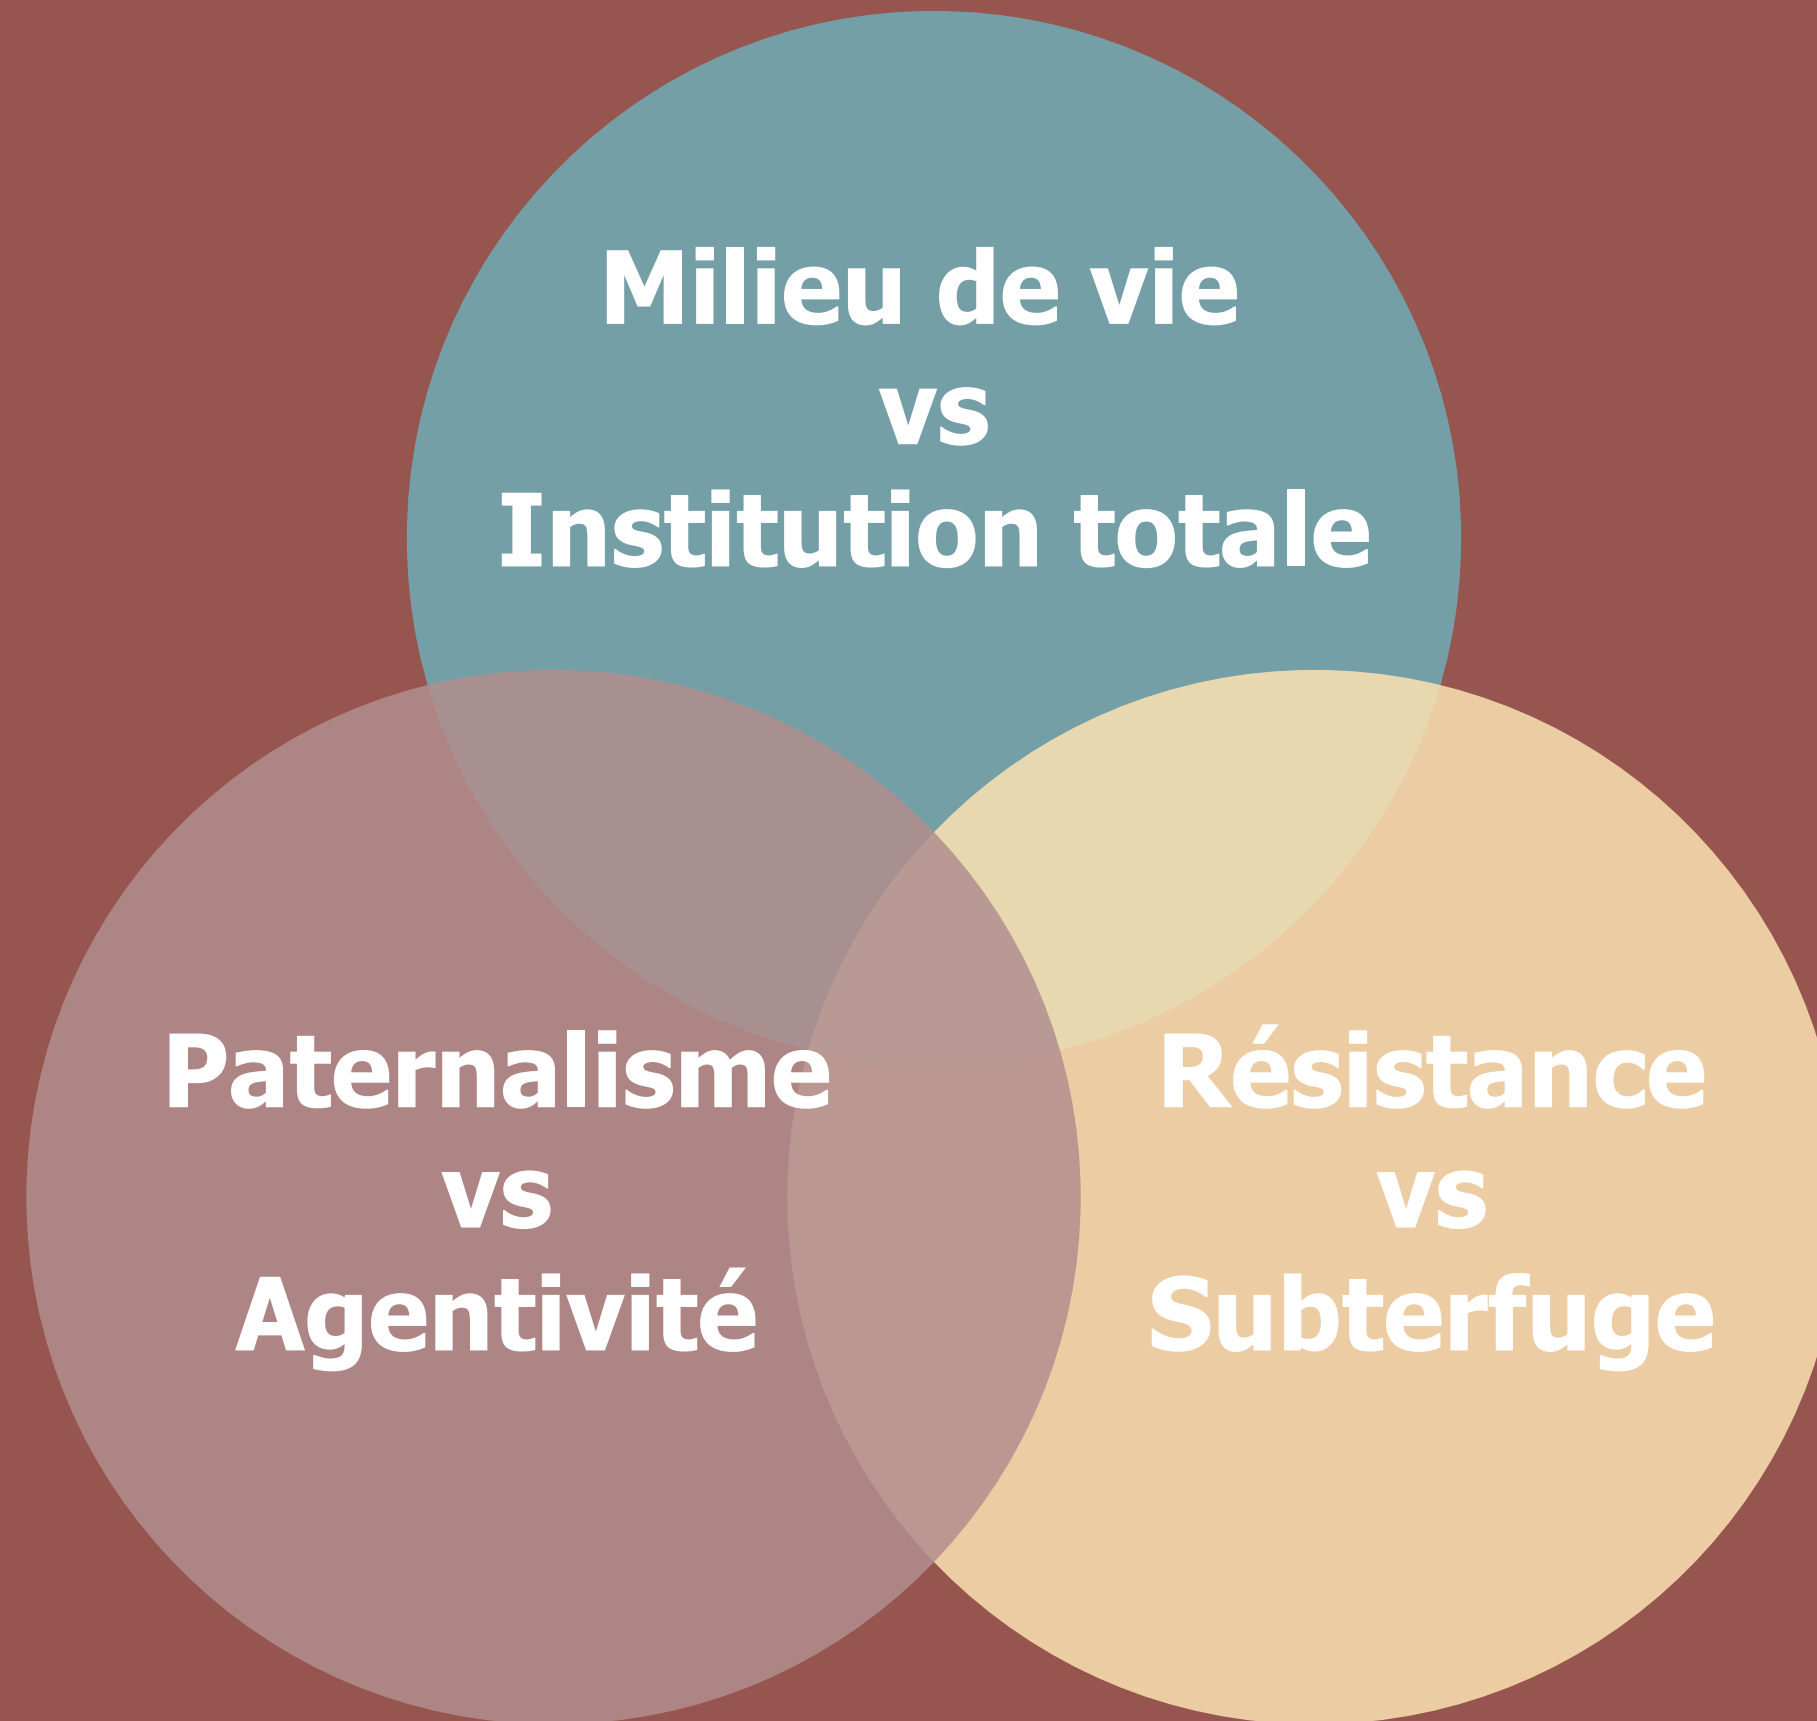 Milieu de vie
vs
Institution totale
Paternalisme
vs
Agentivité
Résistance
vs
Subterfuge